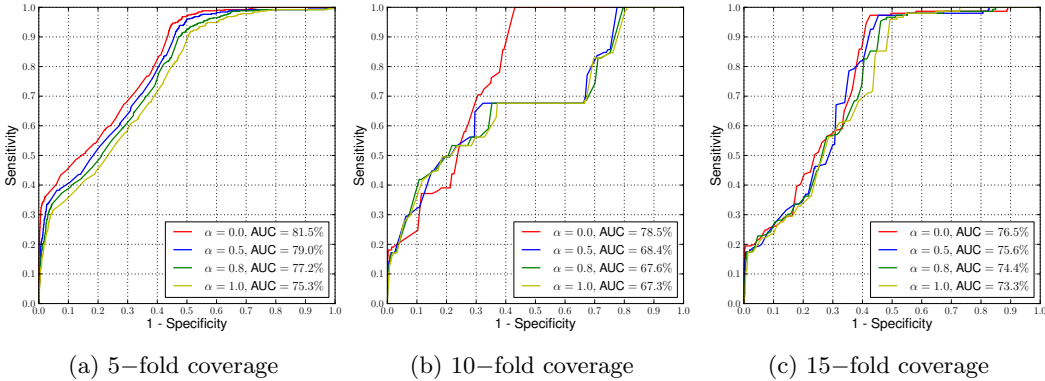 1.0
0.9
0.8
0.7
0.6
0.5
0.4
0.3
0.2
0.1
0.0
Sensitivity
0.0 0.1 0.2 0.3 0.4 0.5 0.6 0.7 0.8 0.9 1.0
1 - Specificity
α = 0.0, AUC = 81.5%
α = 0.5, AUC = 79.0%
α = 0.8, AUC = 77.2%
α = 1.0, AUC = 75.3%
(a) 5−fold coverage
1.0
0.9
0.8
0.7
0.6
0.5
0.4
0.3
0.2
0.1
0.0
Sensitivity
0.0 0.1 0.2 0.3 0.4 0.5 0.6 0.7 0.8 0.9 1.0
1 - Specificity
α = 0.0, AUC = 78.5%
α = 0.5, AUC = 68.4%
α = 0.8, AUC = 67.6%
α = 1.0, AUC = 67.3%
(b) 10−fold coverage
1.0
0.9
0.8
0.7
0.6
0.5
0.4
0.3
0.2
0.1
0.0
Sensitivity
0.0 0.1 0.2 0.3 0.4 0.5 0.6 0.7 0.8 0.9 1.0
1 - Specificity
α = 0.0, AUC = 76.5%
α = 0.5, AUC = 75.6%
α = 0.8, AUC = 74.4%
α = 1.0, AUC = 73.3%
(c) 15−fold coverage